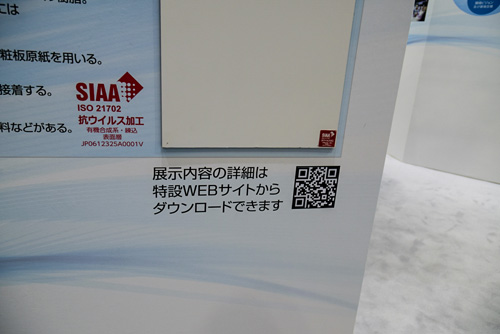 には
粧板原紙を用いる。
接着する。
料などがある。
SIAA
ISO 21702
抗ウイルス加工
有機合成系・練込
表面層
JP0612325A0001V
展示内容の詳細は
特設WEBサイトから
ダウンロードできます